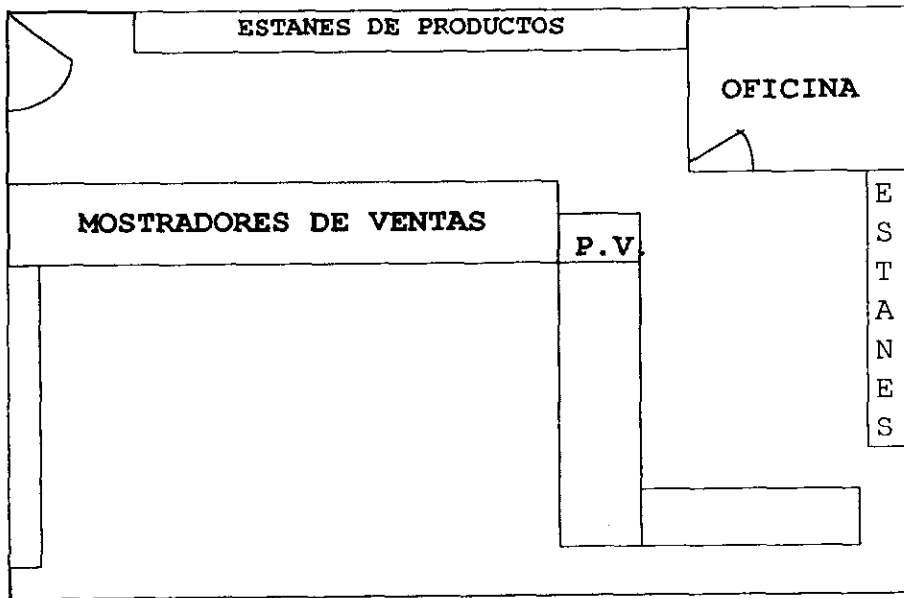 ESTANES DE PRODUCTOS
OFICINA
MOSTRADORES DE VENTAS
P.V.
ESTANES